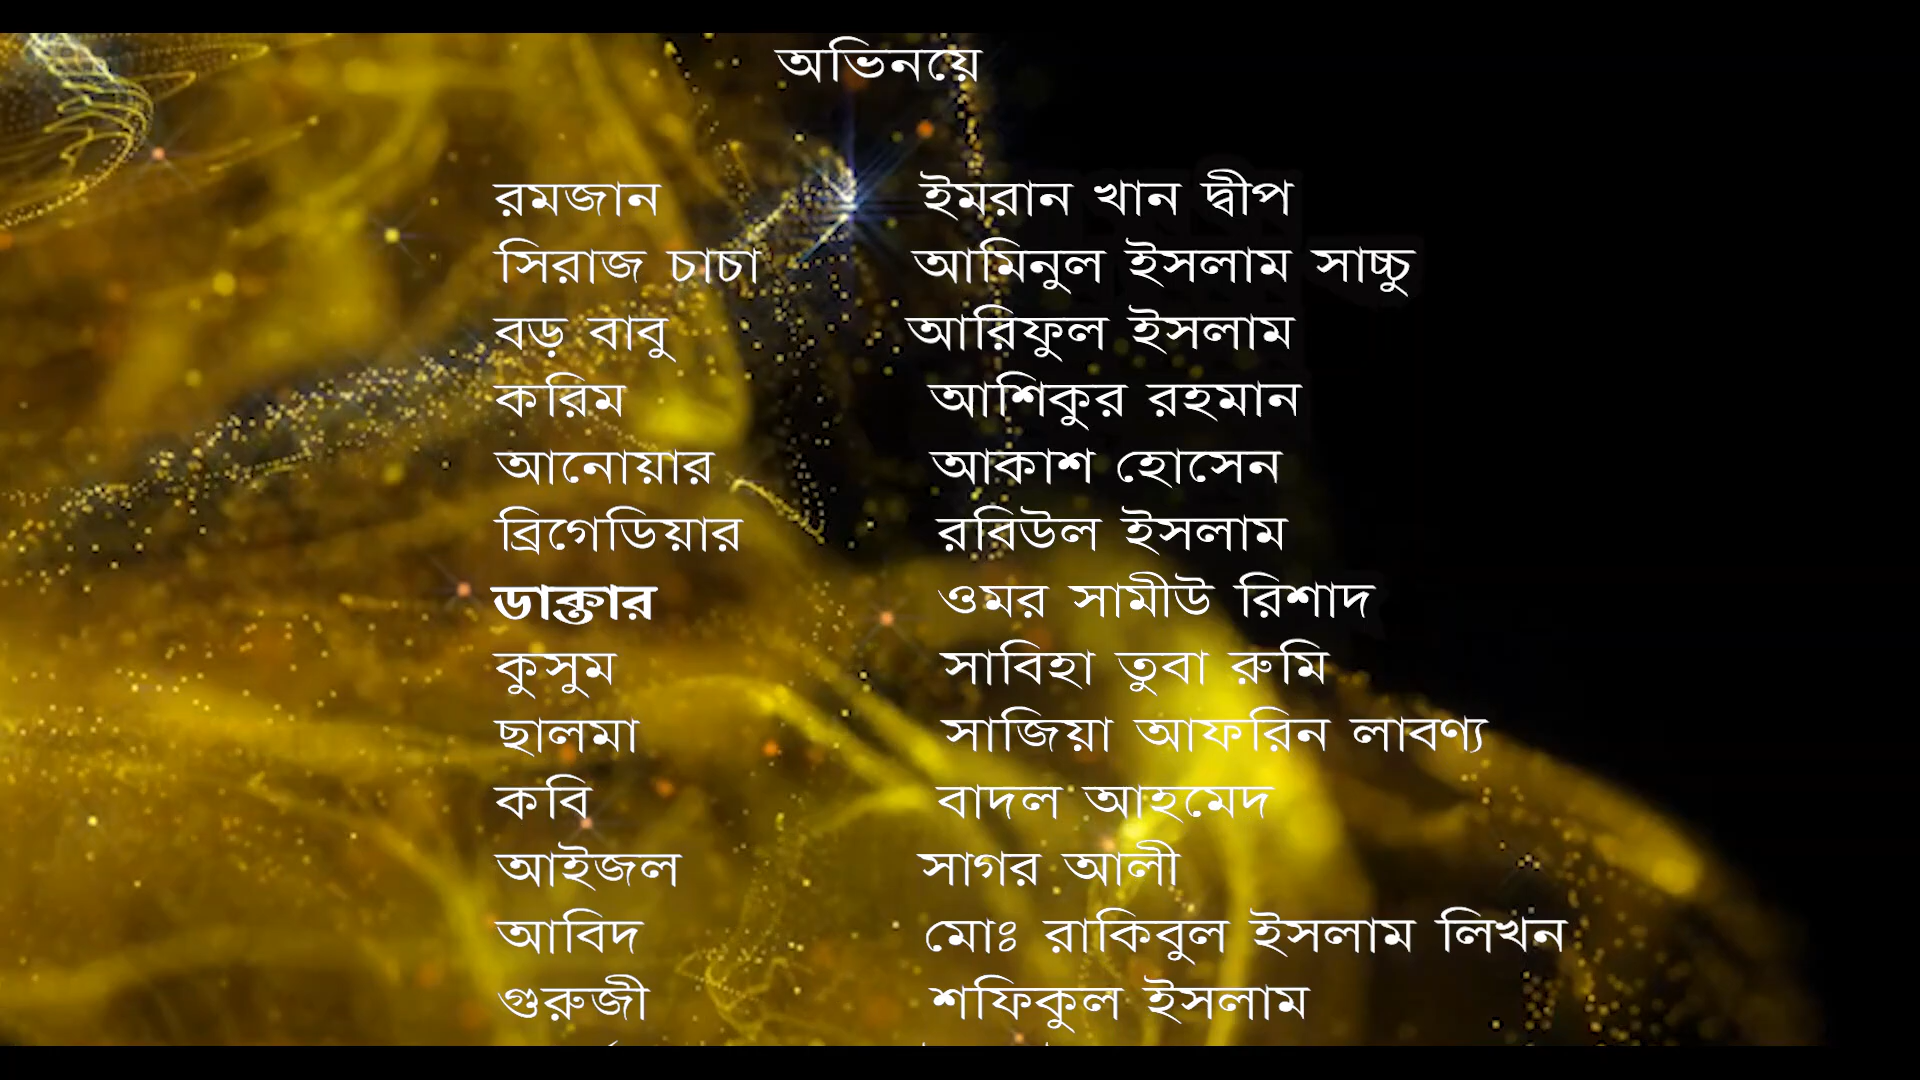 অভিনয়ে
রমজান ইমরান খান দ্বীপ
সিরাজ চাচা আমিনুল ইসলাম সাচ্চু
বড় বাবু আরিফুল ইসলাম
করিম আশিকুর রহমান
আনোয়ার আকাশ হোসেন
ব্রিগেডিয়ার রবিউল ইসলাম
ডাক্তার ওমর সামীউ রিশাদ
কুসুম সাবিহা তুবা রুমি
ছালমা সাজিয়া আফরিন লাবণ্য
কবি বাদল আহমেদ
আইজল সাগর আলী
আবিদ মোঃ রাকিবুল ইসলাম লিখন
গুরুজী শফিকুল ইসলাম